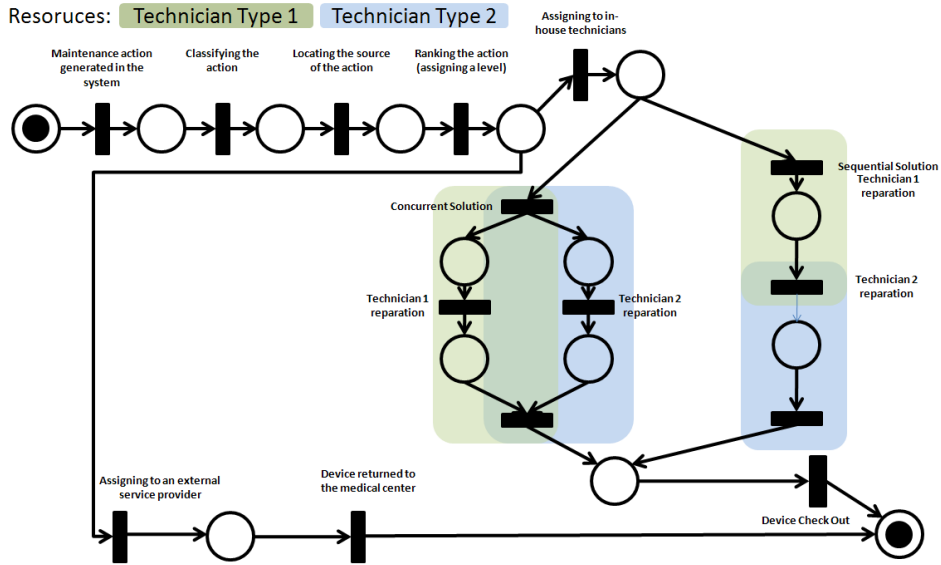 Resoruces: Technician Type 1 Technician Type 2
Assigning to in-
house technicians
Maintenance action
generated in the
system
Classifying the
action
Locating the source
of the action
Ranking the action
(assigning a level)
Sequential Solution
Technician 1
reparation
Concurrent Solution
Technician 1
reparation
Technician 2
reparation
Technician 2
reparation
Assigning to an external
service provider
Device returned to
the medical center
Device Check Out